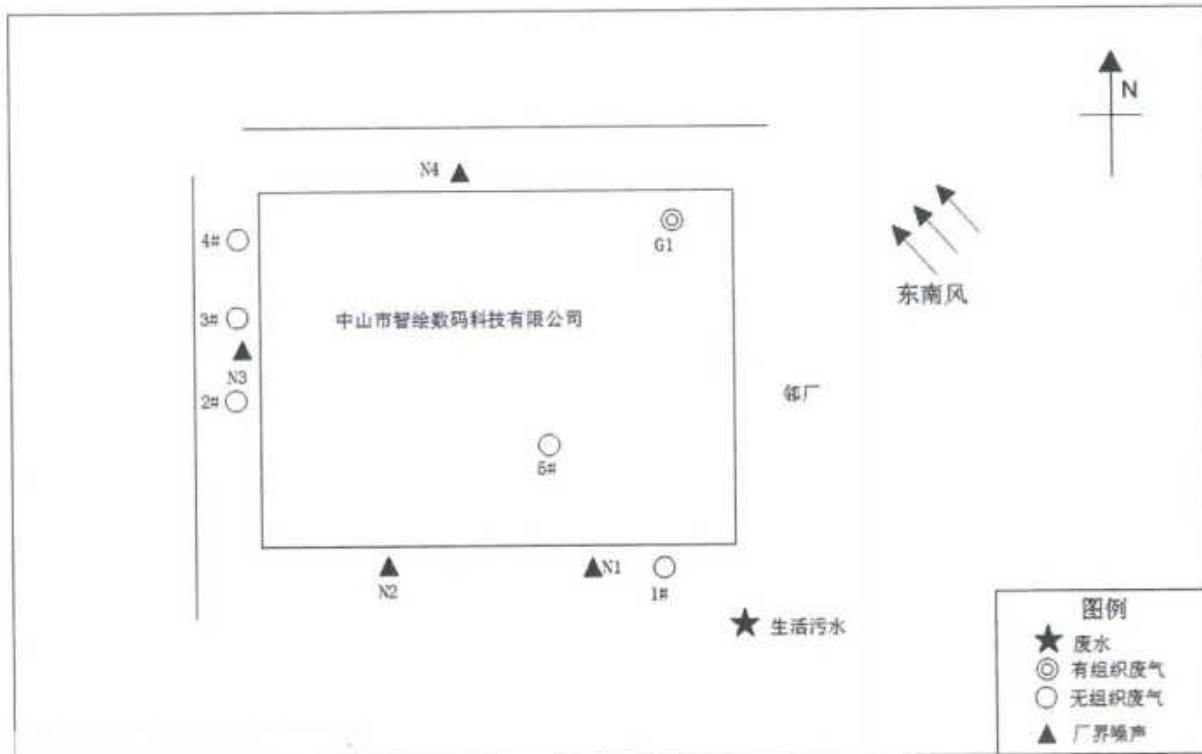 N
N4
4#
G1
东南风
3#
中山市智绘数码科技有限公司
N3
2#
邻厂
5#
N2
N1
1#
生活污水
图例
废水
有组织废气
无组织废气
厂界噪声